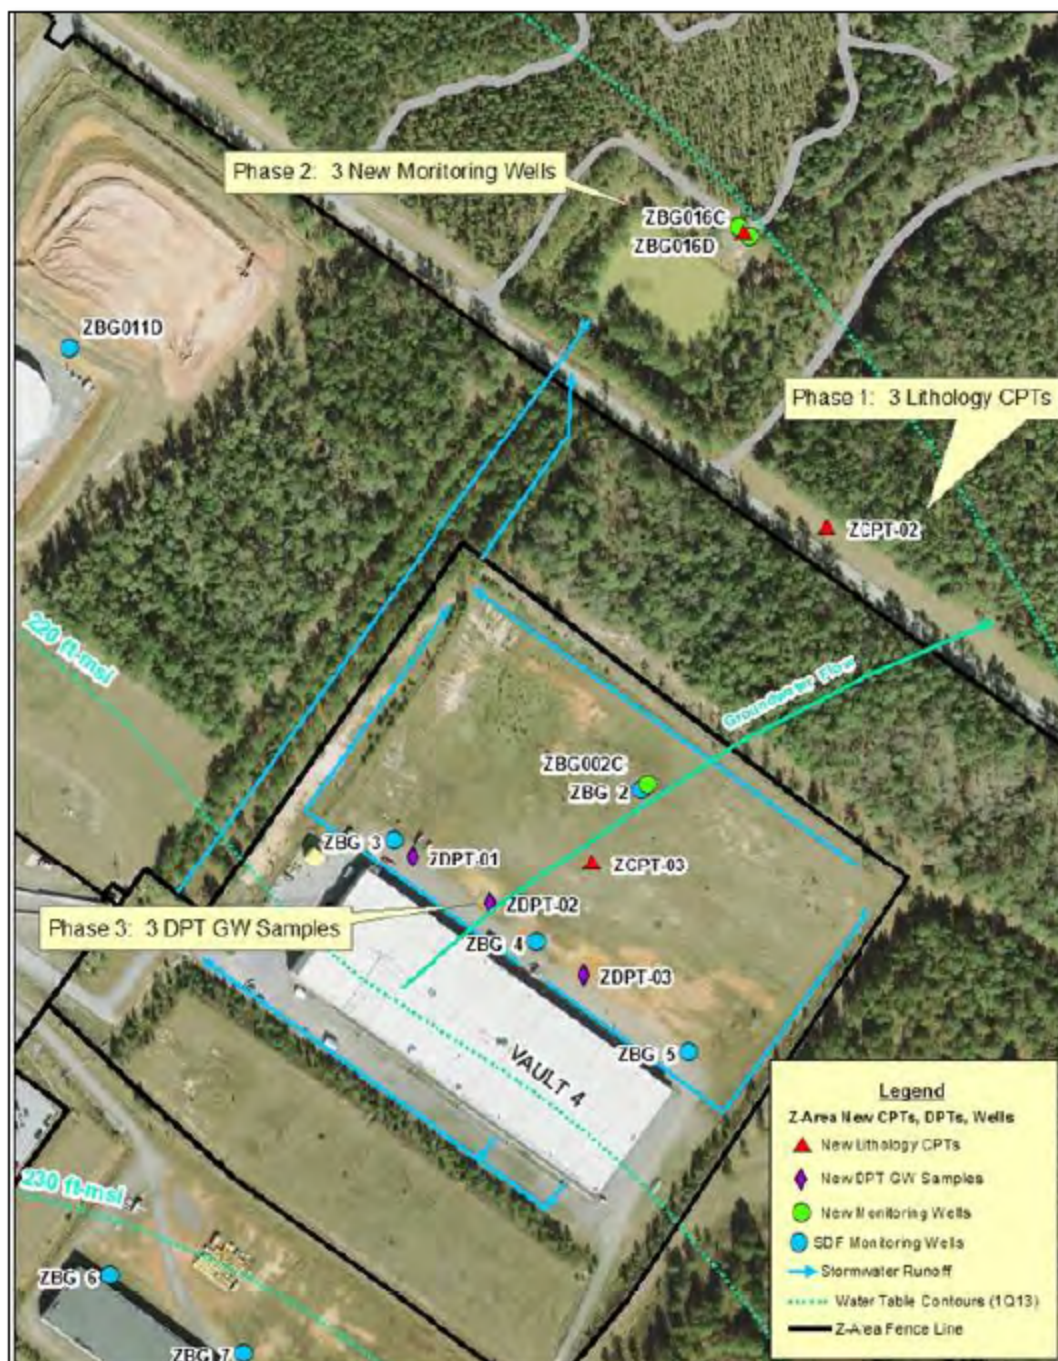 Phase 2: 3 New Moritoring Wells
ZBG016C
ZBG016D
ZBG011D
Phase 1: 3 Lithology CPTs
ZCPT-02
220 ft-msl
Groundwater Flow
ZBG002C
ZBG 2
ZBG 3
ZDPT-01
ZCPT-03
ZDPT-02
Phase 3: 3 DPT GW Samples
ZBG 4
ZDPT-03
ZBG 5
VAULT 4
230 ft-msl
ZBG 6
ZBG 7
Legend
Z-Area New CPTs, DPTs, Wells
New Lithology CPTs
New DPT GW Samples
New Monitoring Wells
SDF Monitoring Wells
Stormwater Runoff
Water Table Contours (1Q13)
Z-Area Fence Line